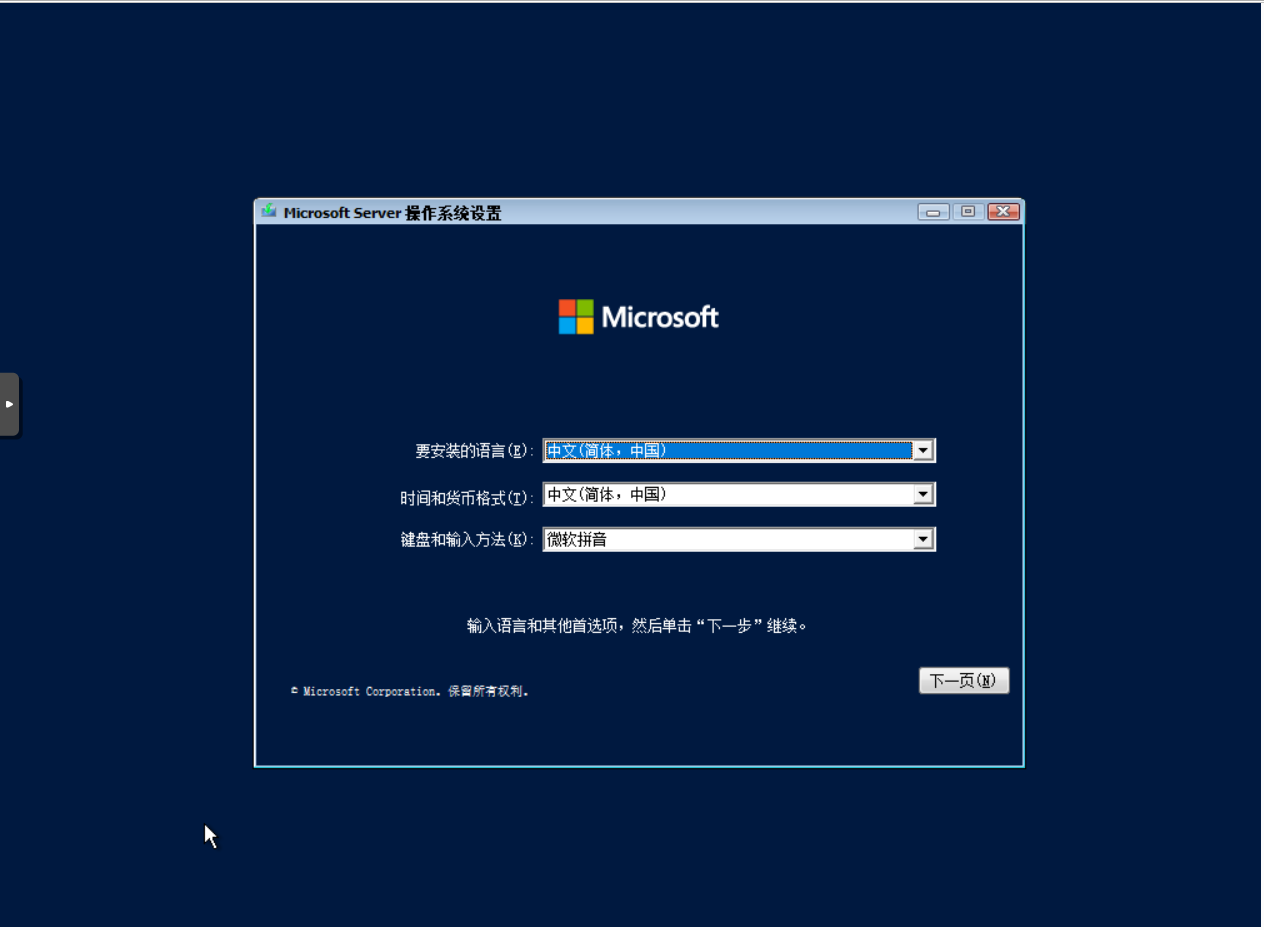 Microsoft Server 操作系统设置
Microsoft
要安装的语言(E): 中文(简体，中国)
时间和货币格式(T): 中文(简体，中国)
键盘和输入方法(K): 微软拼音
输入语言和其他首选项，然后单击“下一步”继续。
下一页(N)
© Microsoft Corporation。保留所有权利。